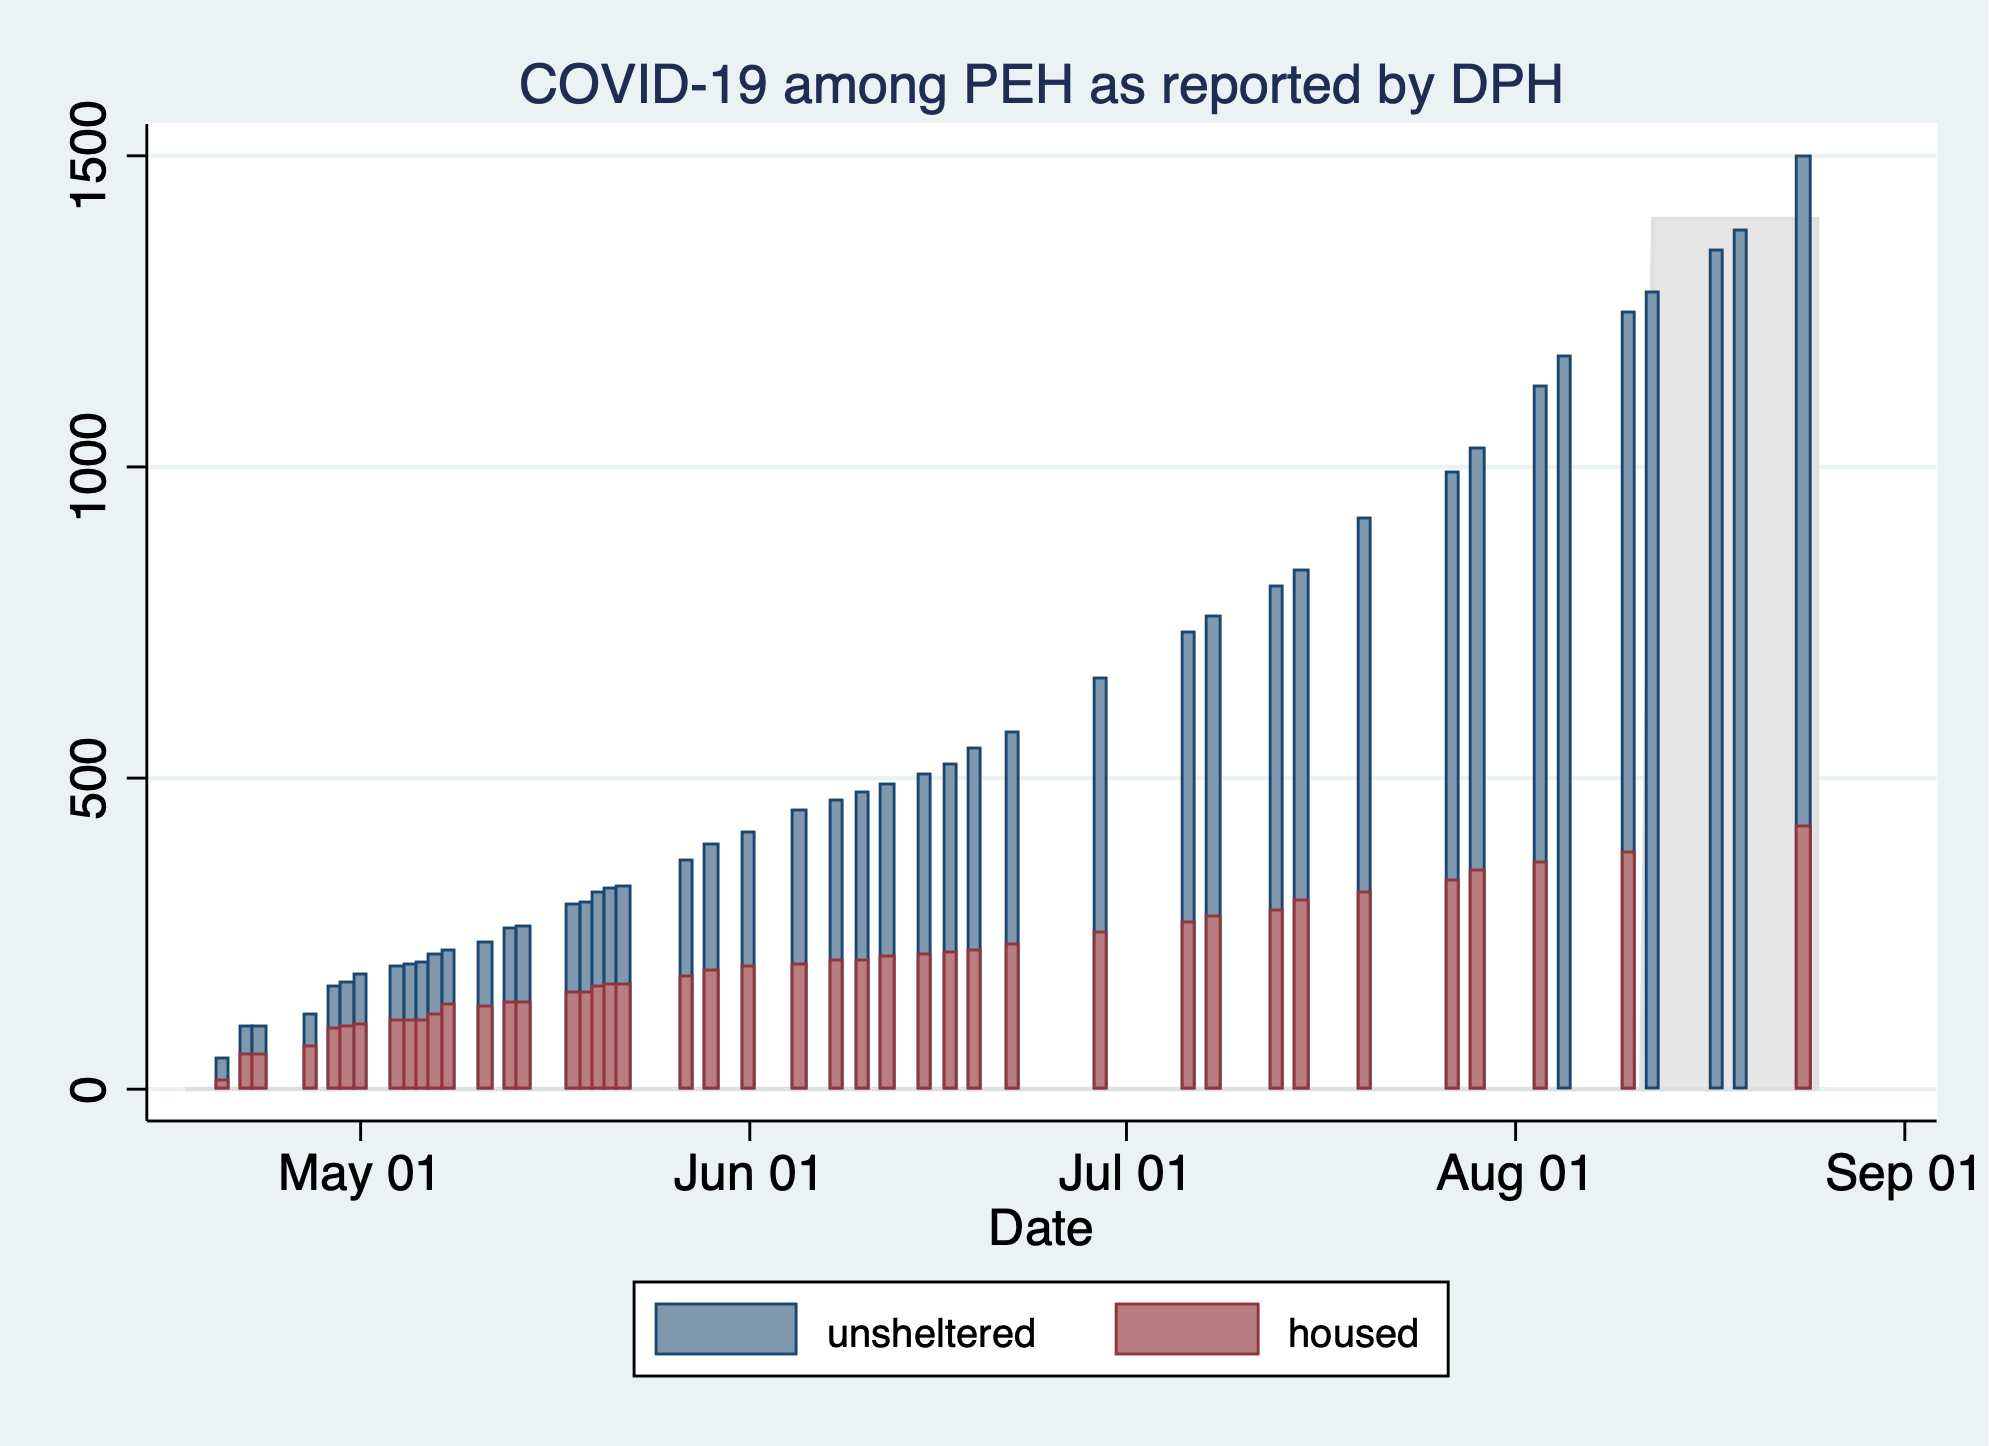 COVID-19 among PEH as reported by DPH
1500
1000
500
0
May 01 Jun 01 Jul 01 Aug 01 Sep 01
Date
unsheltered housed